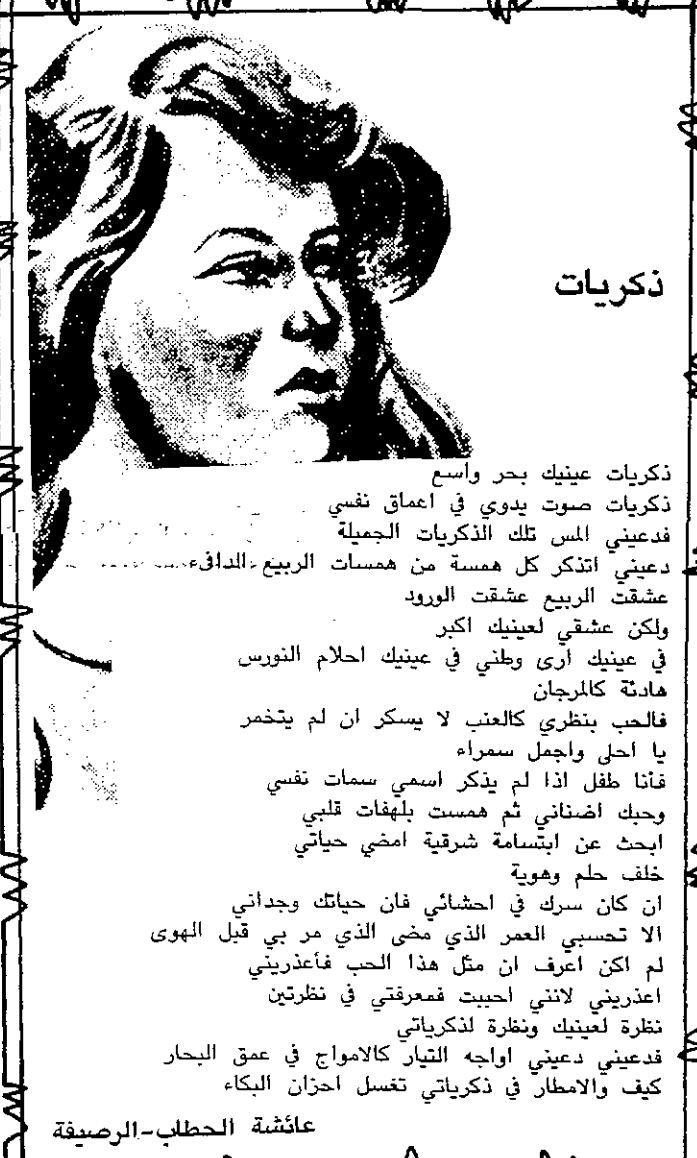 ذكريات
ذكريات عينيك بحر واسع
ذكريات صوت يدوي في اعماق نفسي
فدعيني المس تلك الذكريات الجميلة
دعيني اتذكر كل همسة من همسات الربيع الدافىء
عشقت الربيع عشقت الورود
ولكن عشقي لعينيك اكبر
في عينيك ارى وطني في عينيك احلام النورس
هادئة كالمرجان
فالحب بنظري كالعنب لا يسكر ان لم يتخمر
يا احلى واجمل سمراء
فأنا طفل اذا لم يذكر اسمي سمات نفسي
وحبك اضناني ثم همست بلهفات قلبي
ابحث عن ابتسامة شرقية امضي حياتي
خلف حلم وهوية
ان كان سرك في احشائي فان حياتك وجداني
الا تحسبي العمر الذي مضى الذي مر بي قبل الهوى
لم اكن اعرف ان مثل هذا الحب فأعذريني
اعذريني لانني احببت فمعرفتي في نظرتين
نظرة لعينيك ونظرة لذكرياتي
فدعيني دعيني اواجه التيار كالامواج في عمق البحار
كيف والامطار في ذكرياتي تغسل احزان البكاء
عائشة الحطاب-الرصيفة